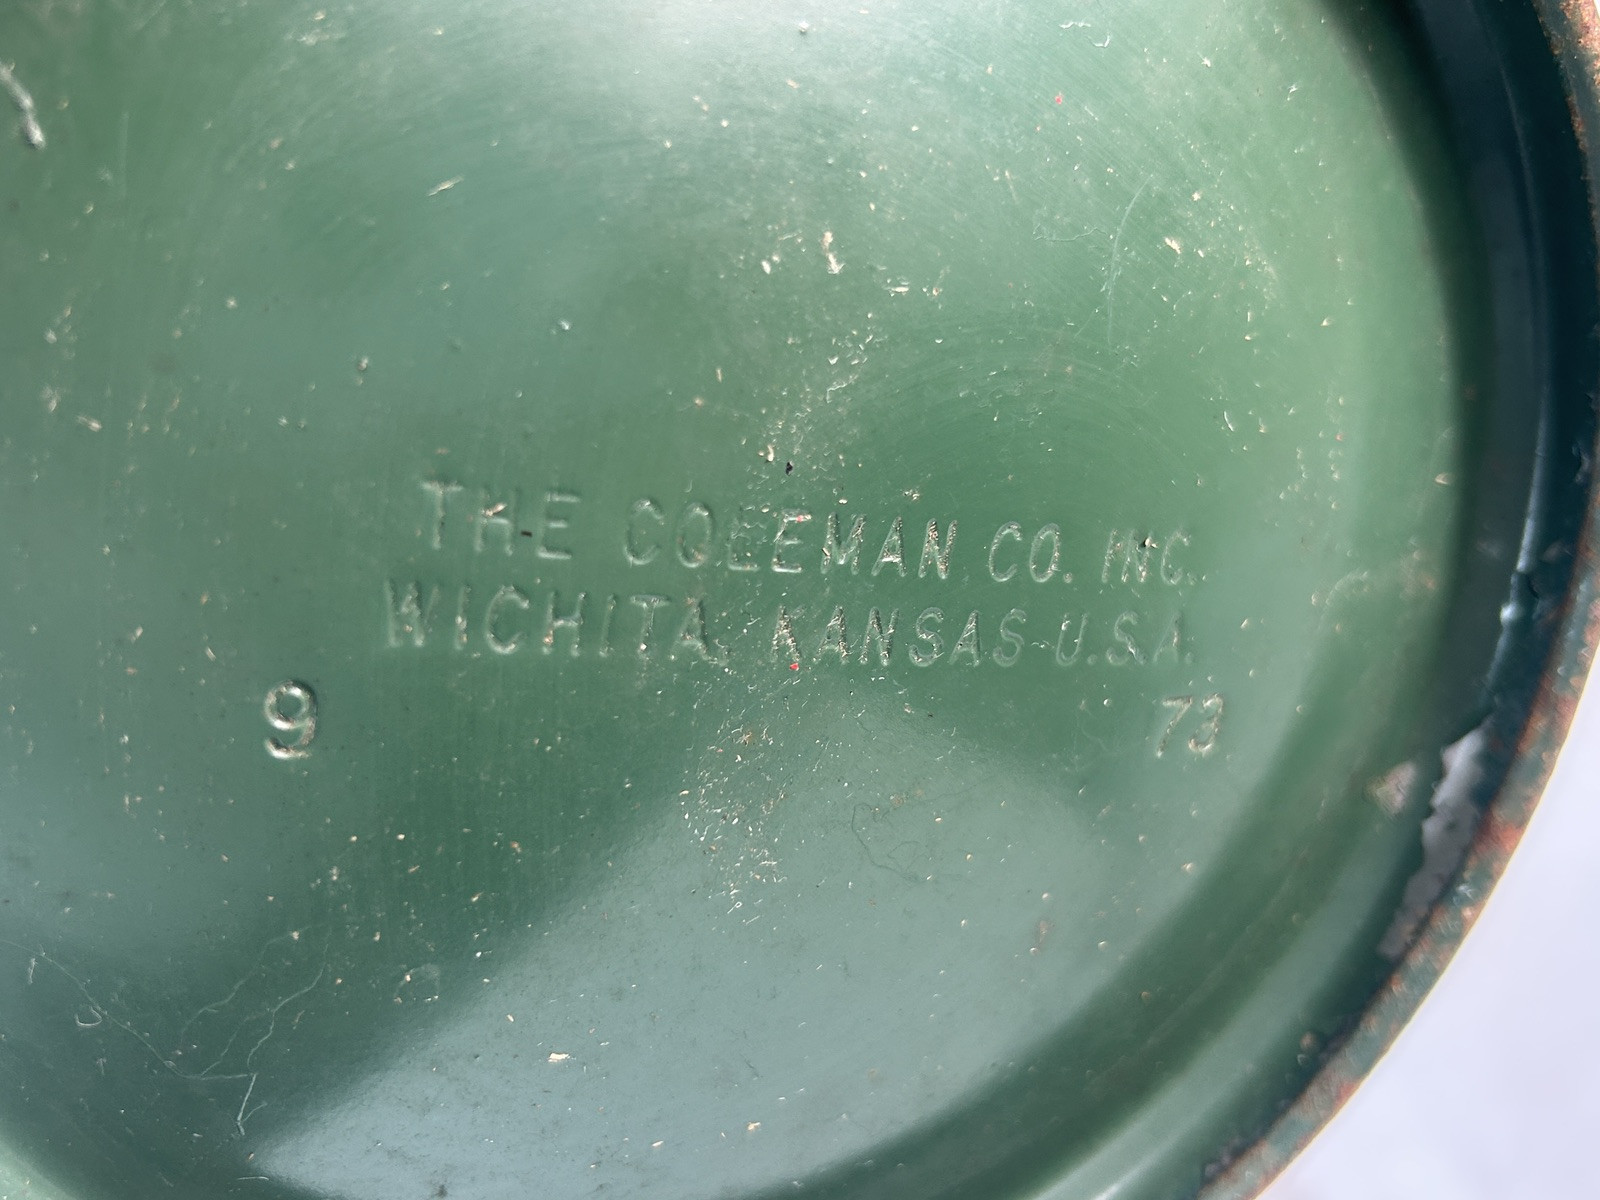 THE COLEMAN CO. INC.
WICHITA, KANSAS U.S.A.
9 73